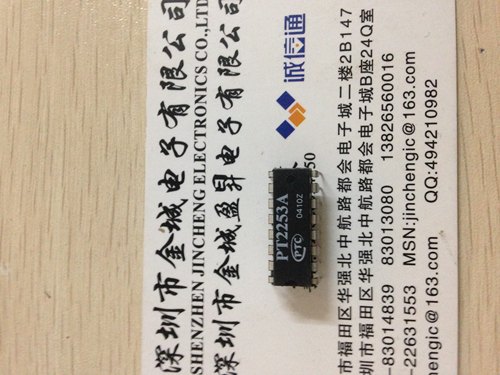 深圳市金城电子有限公司
SHENZHEN JINCHENG ELECTRONICS CO.,LTD
深圳市金城盈昇电子有限公司
诚信通
50
PT2253A
PTC 0410Z
市福田区华强北中航路都会电子城二楼2B147
圳市福田区华强北中航路都会电子城B座24Q室
-83014839 83013080 13826560016
-22631553 MSN:jinchengic@163.com
@163.com QQ:494210982